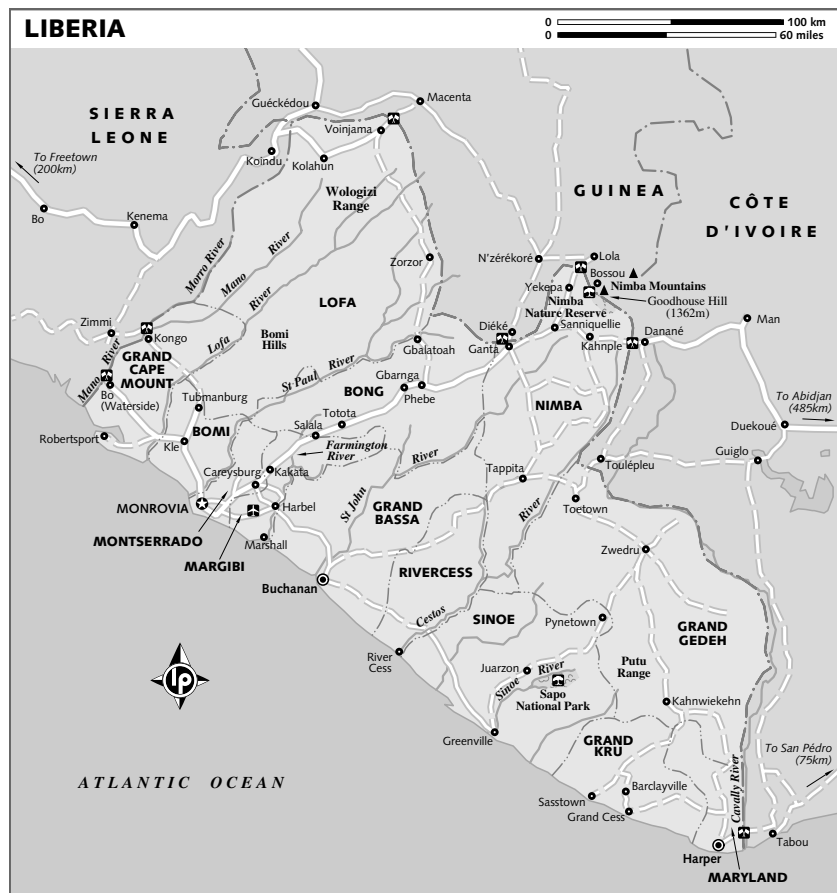 LIBERIA
0
100 km
0
60 miles
SIERRA
LEONE
Guéckédou
Macenta
Voinjama
To Freetown
(200km)
Koindu
Kolahun
GUINEA
CÔTE
D'IVOIRE
Wologizi
Range
Bo
Kenema
Morro River
Mano
River
Zorzor
N'zérékoré
Lola
Bossou
Yekepa
Nimba Mountains
Goodhouse Hill
(1362m)
Nimba
Nature Reserve
LOFA
River
Lofa
Bomi
Hills
Zimmi
Kongo
Diéké
Sanniquellie
Danané
Man
Ganta
Kahnple
Gbalatoah
GRAND
CAPE
MOUNT
Mano River
St Paul
River
Bo
(Waterside)
Gbarnga
Phebe
BONG
NIMBA
To Abidjan
(485km)
Tubmanburg
Totota
Salala
BOMI
Robertsport
Kle
Farmington
River
Duekoué
Guiglo
Careysburg
Kakata
River
St John
Tappita
Toulépleu
MONROVIA
Harbel
GRAND
BASSA
River
Toetown
MONTSERRADO
MARGIBI
Marshall
Zwedru
Buchanan
RIVERCESS
Cestos
SINOE
Pynetown
GRAND
GEDEH
River
Cess
Juarzon
Sinoe
River
Putu
Range
lp
Sapo
National Park
Kahnwiekehn
Greenville
GRAND
KRU
To San Pédro
(75km)
ATLANTIC OCEAN
Cavally River
Barclayville
Sasstown
Grand Cess
Tabou
Harper
MARYLAND